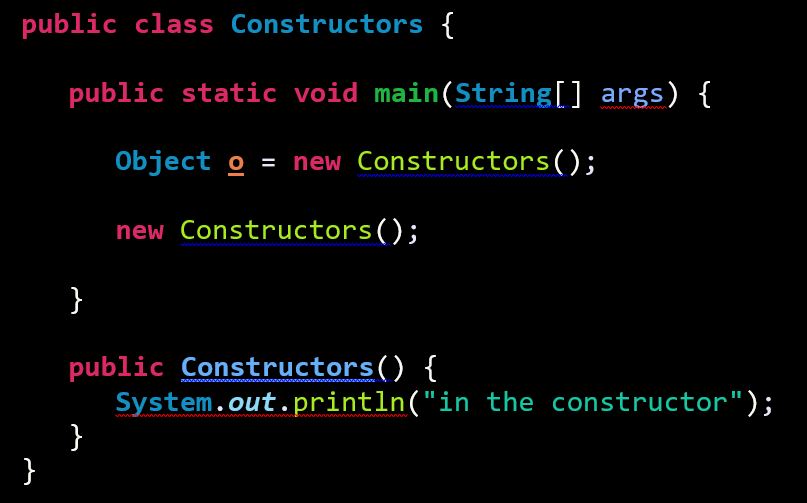 public class Constructors {
public static void main(String[] args) {
Object o = new Constructors();
new Constructors();
}
public Constructors() {
System.out.println("in the constructor");
}
}